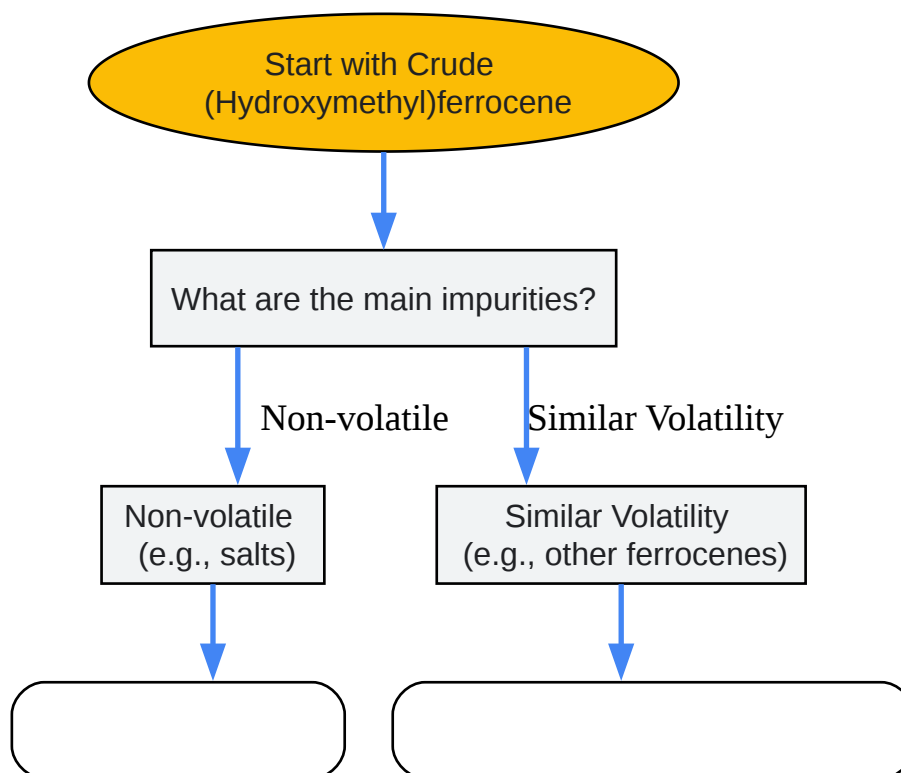 Start with Crude
(Hydroxymethyl)ferrocene
What are the main impurities?
Non-volatile
Similar Volatility
Non-volatile
(e.g., salts)
Similar Volatility
(e.g., other ferrocenes)